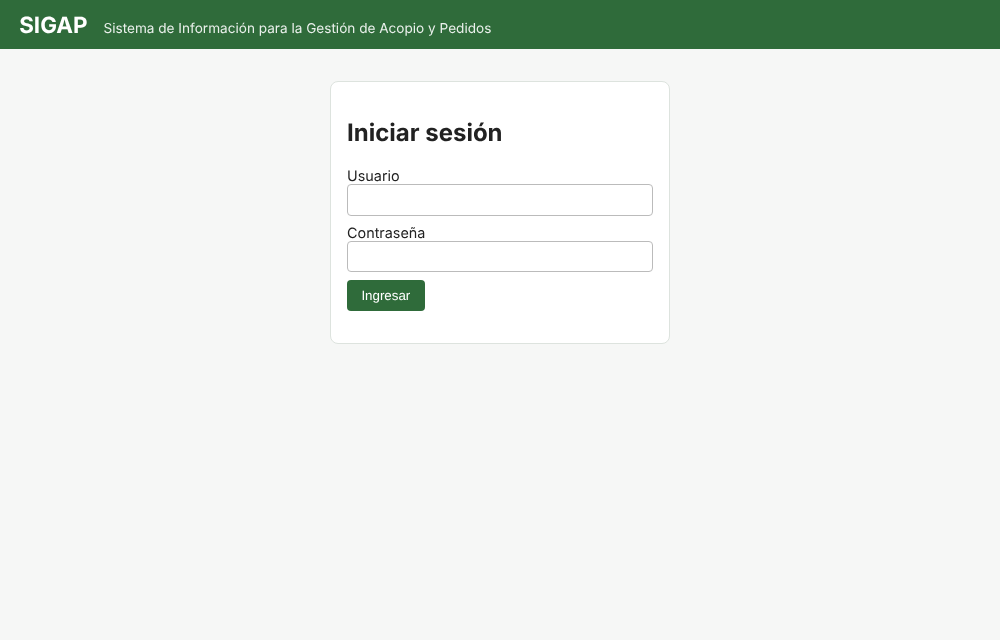 SIGAP Sistema de Información para la Gestión de Acopio y Pedidos
Iniciar sesión
Usuario
Contraseña
Ingresar